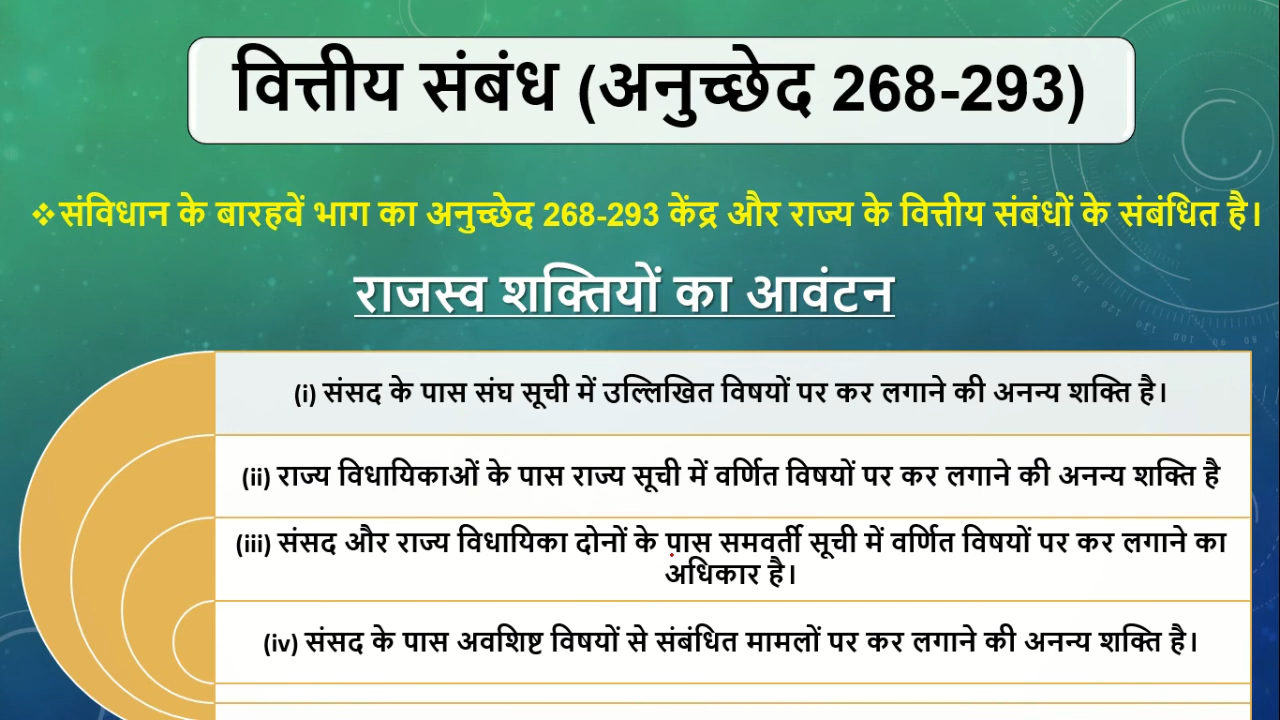 वित्तीय संबंध (अनुच्छेद 268-293)
❖संविधान के बारहवें भाग का अनुच्छेद 268-293 केंद्र और राज्य के वित्तीय संबंधों के संबंधित है।
राजस्व शक्तियों का आवंटन
(i) संसद के पास संघ सूची में उल्लिखित विषयों पर कर लगाने की अनन्य शक्ति है।
(ii) राज्य विधायिकाओं के पास राज्य सूची में वर्णित विषयों पर कर लगाने की अनन्य शक्ति है
(iii) संसद और राज्य विधायिका दोनों के पास समवर्ती सूची में वर्णित विषयों पर कर लगाने का
अधिकार है।
(iv) संसद के पास अवशिष्ट विषयों से संबंधित मामलों पर कर लगाने की अनन्य शक्ति है।